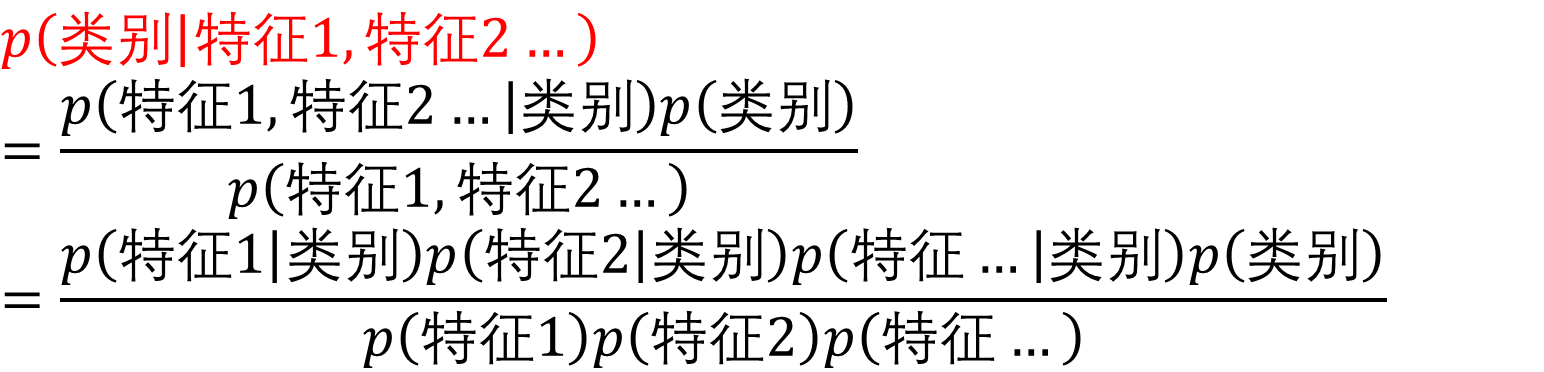 p(类别|特征1,特征2 …)
p(特征1,特征2 …|类别)p(类别)
=
p(特征1,特征2 …)
p(特征1|类别)p(特征2|类别)p(特征 …|类别)p(类别)
=
p(特征1)p(特征2)p(特征 …)